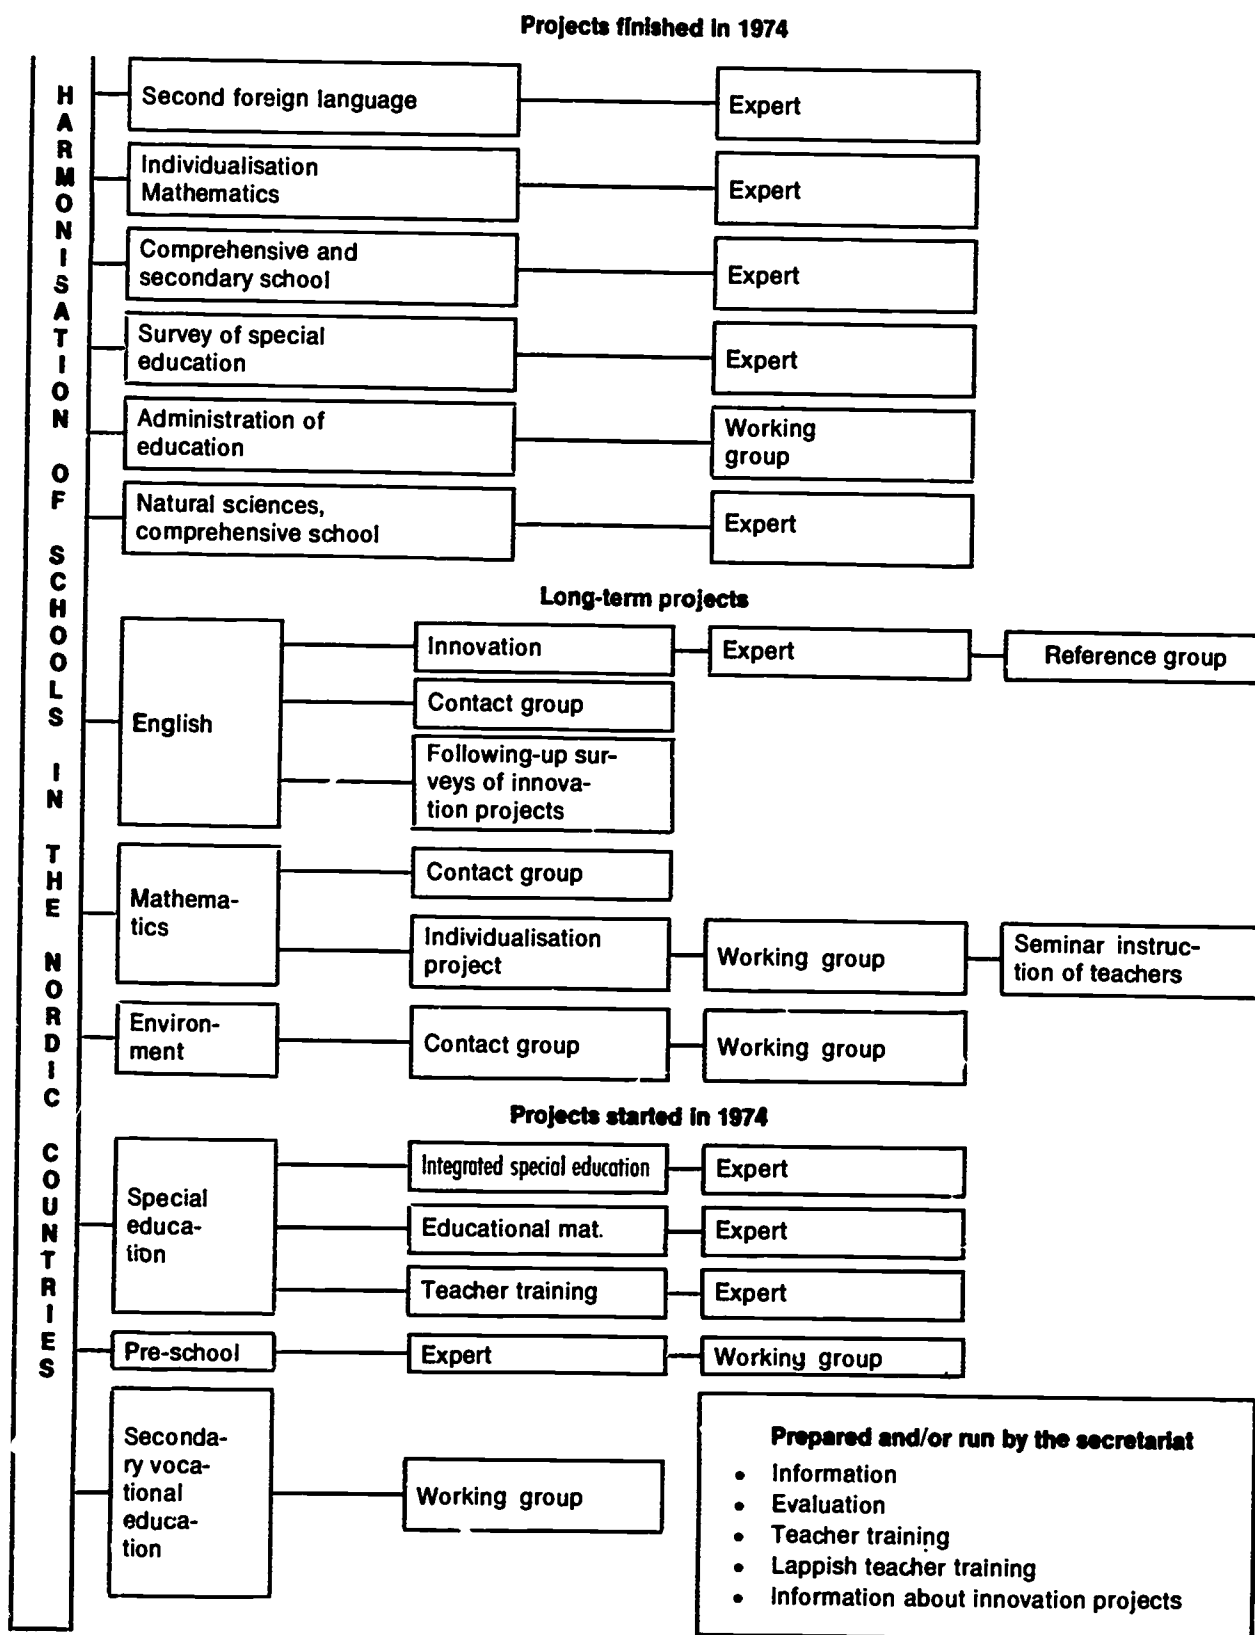 Projects finished in 1974
HARMONISATION OF SCHOOLS IN THE NORDIC COUNTRIES
Second foreign language
Expert
Individualisation
Mathematics
Expert
Comprehensive and
secondary school
Expert
Survey of special
education
Expert
Administration of
education
Working
group
Natural sciences,
comprehensive school
Expert
Long-term projects
English
Innovation
Expert
Reference group
Contact group
Following-up sur-
veys of innova-
tion projects
Mathema-
tics
Contact group
Individualisation
project
Working group
Seminar instruc-
tion of teachers
Environ-
ment
Contact group
Working group
Projects started in 1974
Special
educa-
tion
Integrated special education
Expert
Educational mat.
Expert
Teacher training
Expert
Pre-school
Expert
Working group
Seconda-
ry voca-
tional
educa-
tion
Working group
Prepared and/or run by the secretariat
• Information
• Evaluation
• Teacher training
• Lappish teacher training
• Information about innovation projects